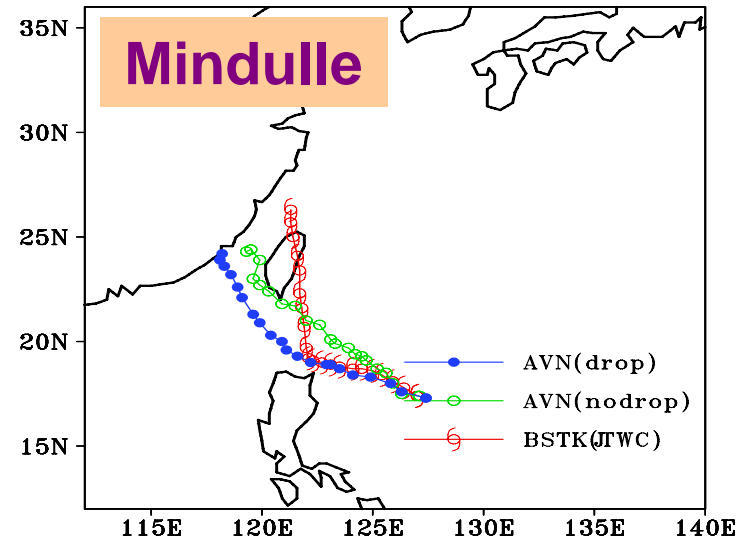 Mindulle
35N
30N
25N
20N
15N
AVN(drop)
AVN(nodrop)
BSTK(JTWC)
115E 120E 125E 130E 135E 140E